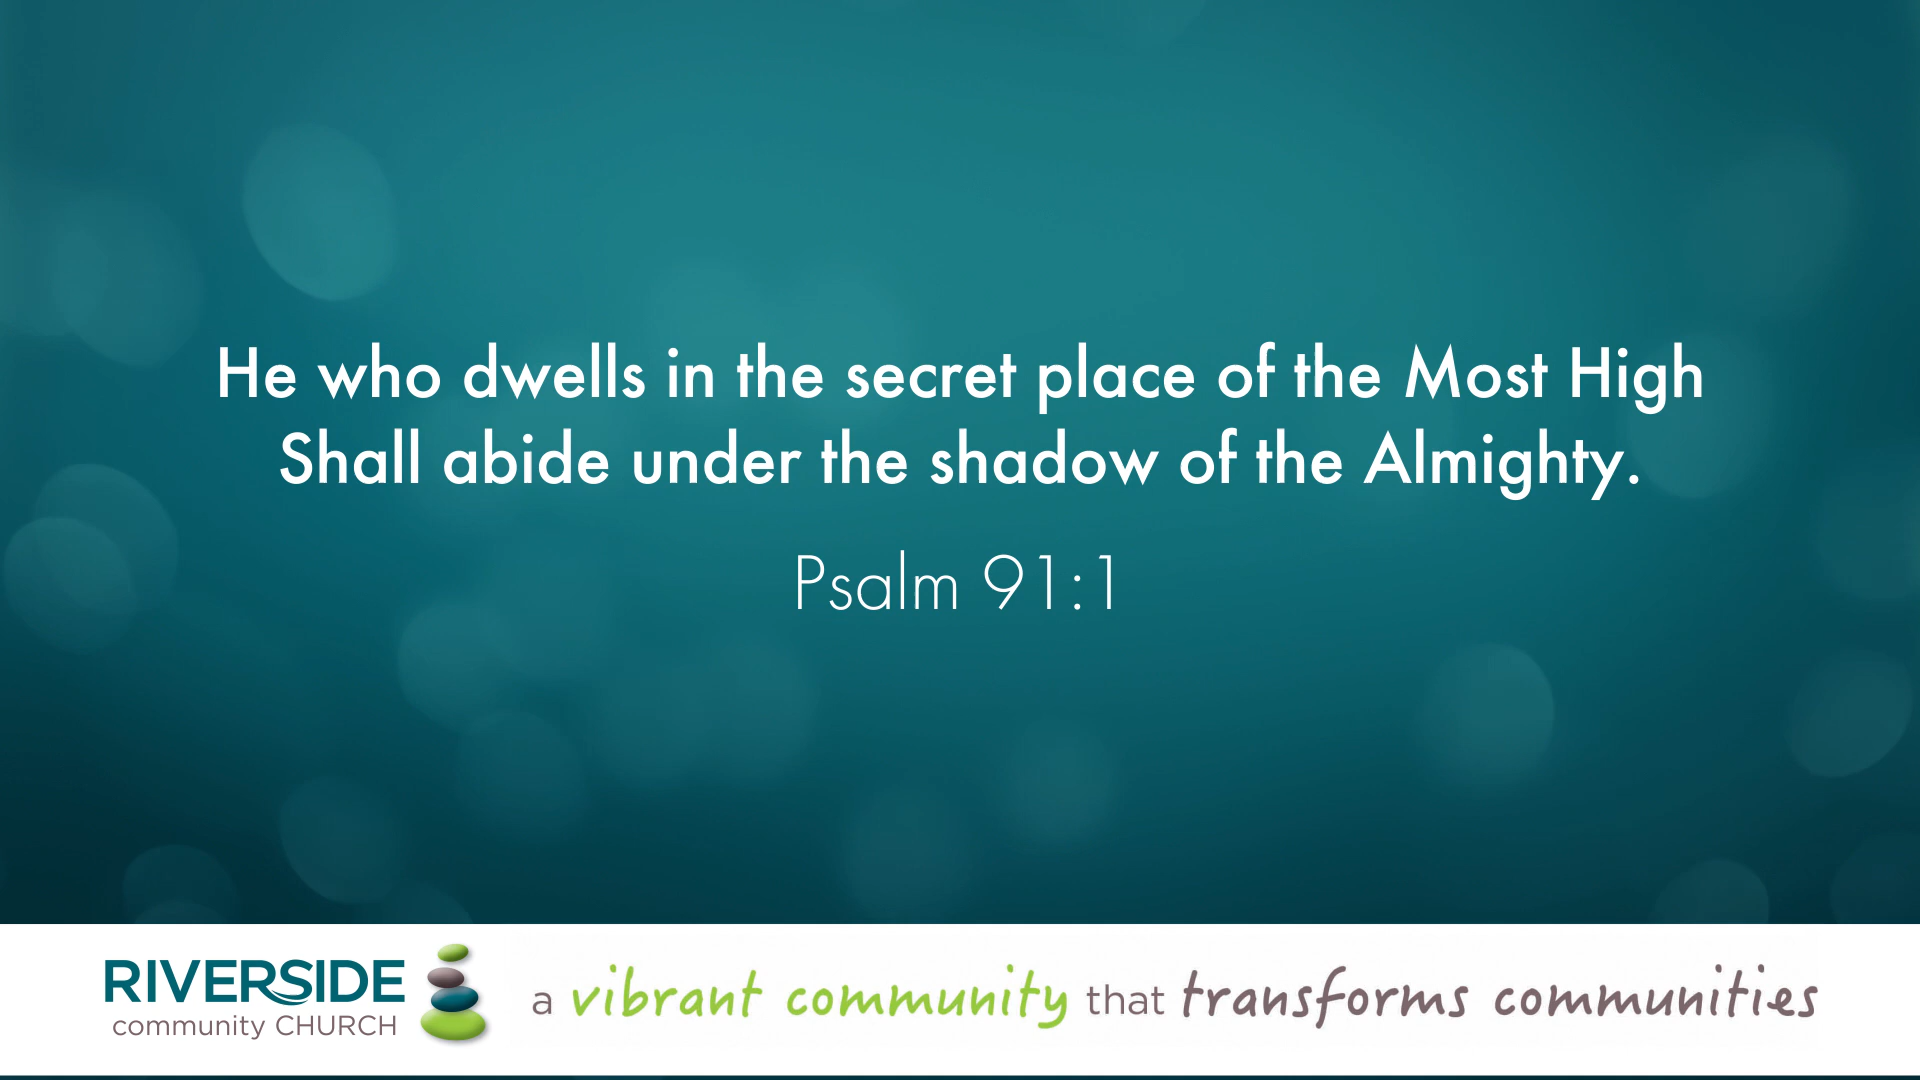 He who dwells in the secret place of the Most High
Shall abide under the shadow of the Almighty.
Psalm 91:1
RIVERSIDE
community CHURCH
a vibrant community that transforms communities